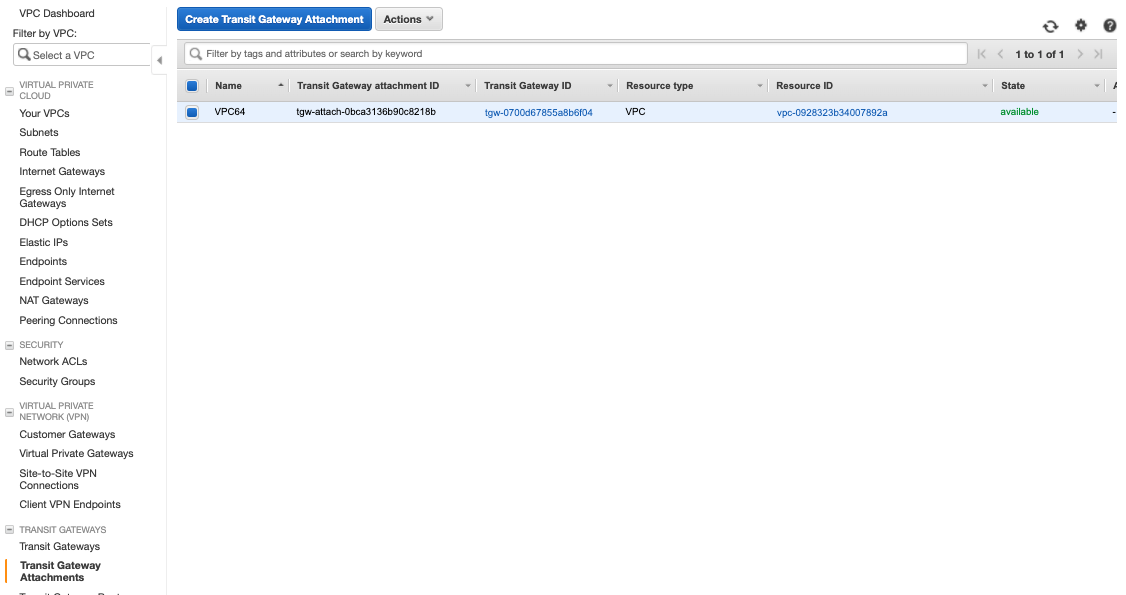 VPC Dashboard
Filter by VPC:
Select a VPC
VIRTUAL PRIVATE
CLOUD
Your VPCs
Subnets
Route Tables
Internet Gateways
Egress Only Internet
Gateways
DHCP Options Sets
Elastic IPs
Endpoints
Endpoint Services
NAT Gateways
Peering Connections
SECURITY
Network ACLs
Security Groups
VIRTUAL PRIVATE
NETWORK (VPN)
Customer Gateways
Virtual Private Gateways
Site-to-Site VPN
Connections
Client VPN Endpoints
TRANSIT GATEWAYS
Transit Gateways
Transit Gateway
Attachments
Create Transit Gateway Attachment Actions
Filter by tags and attributes or search by keyword 1 to 1 of 1
Name Transit Gateway attachment ID Transit Gateway ID Resource type Resource ID State
VPC64 tgw-attach-0bca3136b90c8218b tgw-0700d67855a8b6f04 VPC vpc-0928323b34007892a available -